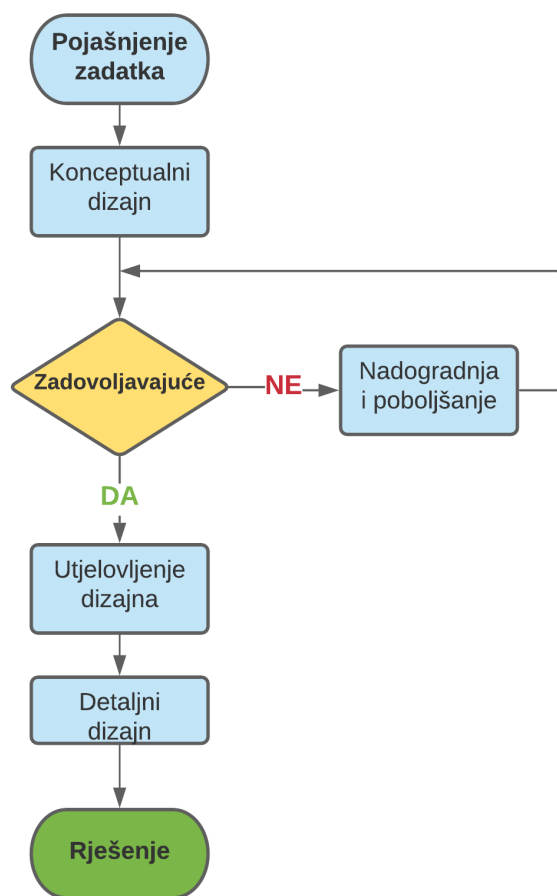 Pojašnjenje
zadatka
Konceptualni
dizajn
Zadovoljavajuće
NE
Nadogradnja
i poboljšanje
DA
Utjelovljenje
dizajna
Detaljni
dizajn
Rješenje